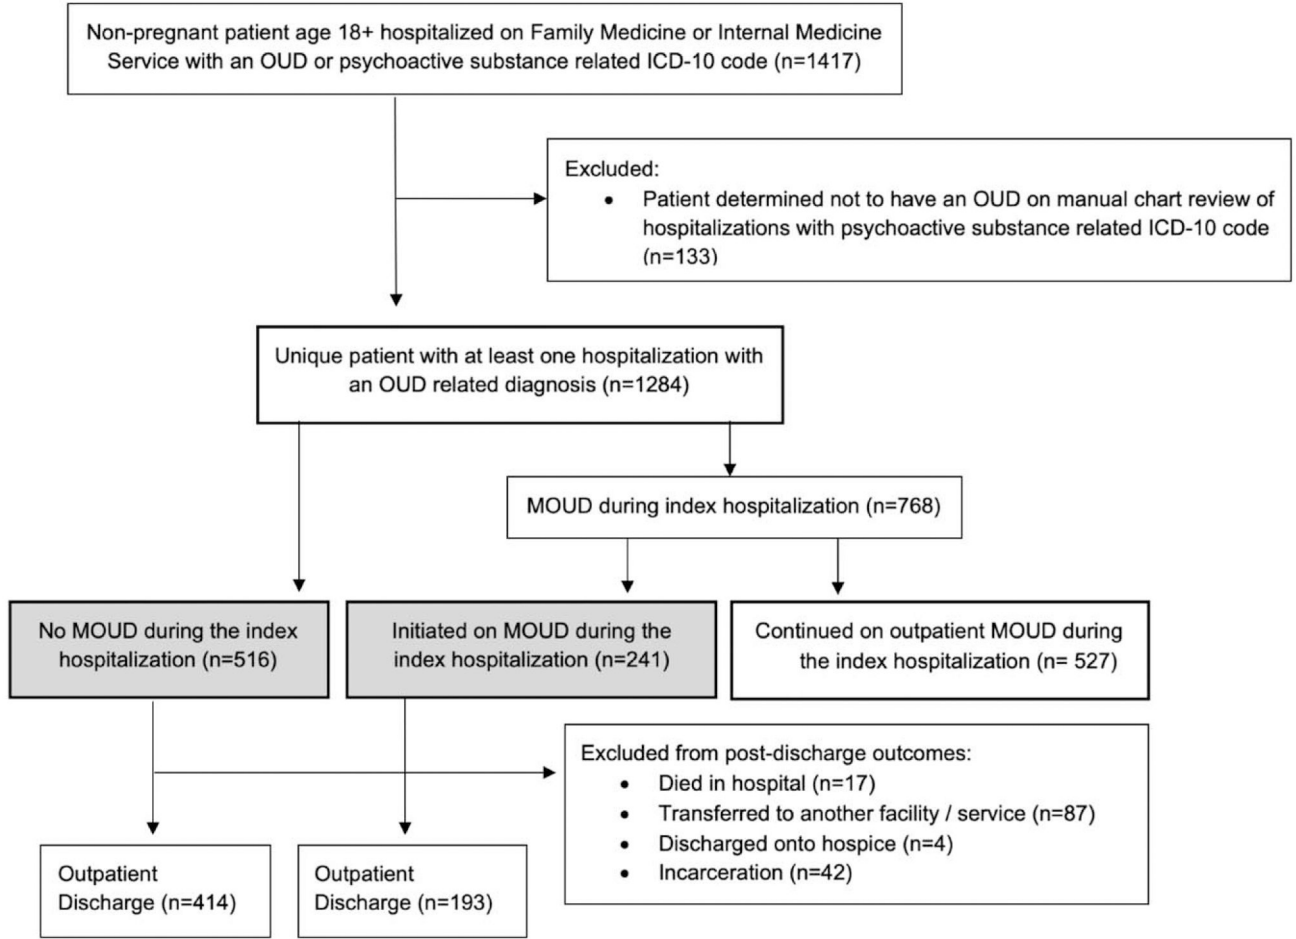 Non-pregnant patient age 18+ hospitalized on Family Medicine or Internal Medicine
Service with an OUD or psychoactive substance related ICD-10 code (n=1417)
Excluded:
• Patient determined not to have an OUD on manual chart review of
hospitalizations with psychoactive substance related ICD-10 code
(n=133)
Unique patient with at least one hospitalization with
an OUD related diagnosis (n=1284)
MOUD during index hospitalization (n=768)
No MOUD during the index
hospitalization (n=516)
Initiated on MOUD during the
index hospitalization (n=241)
Continued on outpatient MOUD during
the index hospitalization (n= 527)
Excluded from post-discharge outcomes:
• Died in hospital (n=17)
• Transferred to another facility / service (n=87)
• Discharged onto hospice (n=4)
• Incarceration (n=42)
Outpatient
Discharge (n=414)
Outpatient
Discharge (n=193)